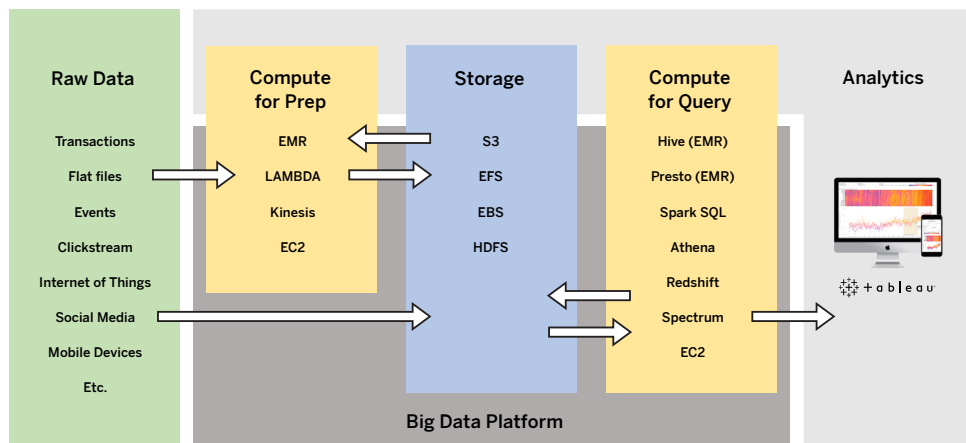 Raw Data
Transactions
Flat files
Events
Clickstream
Internet of Things
Social Media
Mobile Devices
Etc.
Compute
for Prep
EMR
LAMBDA
Kinesis
EC2
Storage
S3
EFS
EBS
HDFS
Compute
for Query
Hive (EMR)
Presto (EMR)
Spark SQL
Athena
Redshift
Spectrum
EC2
Analytics
+ableau
Big Data Platform